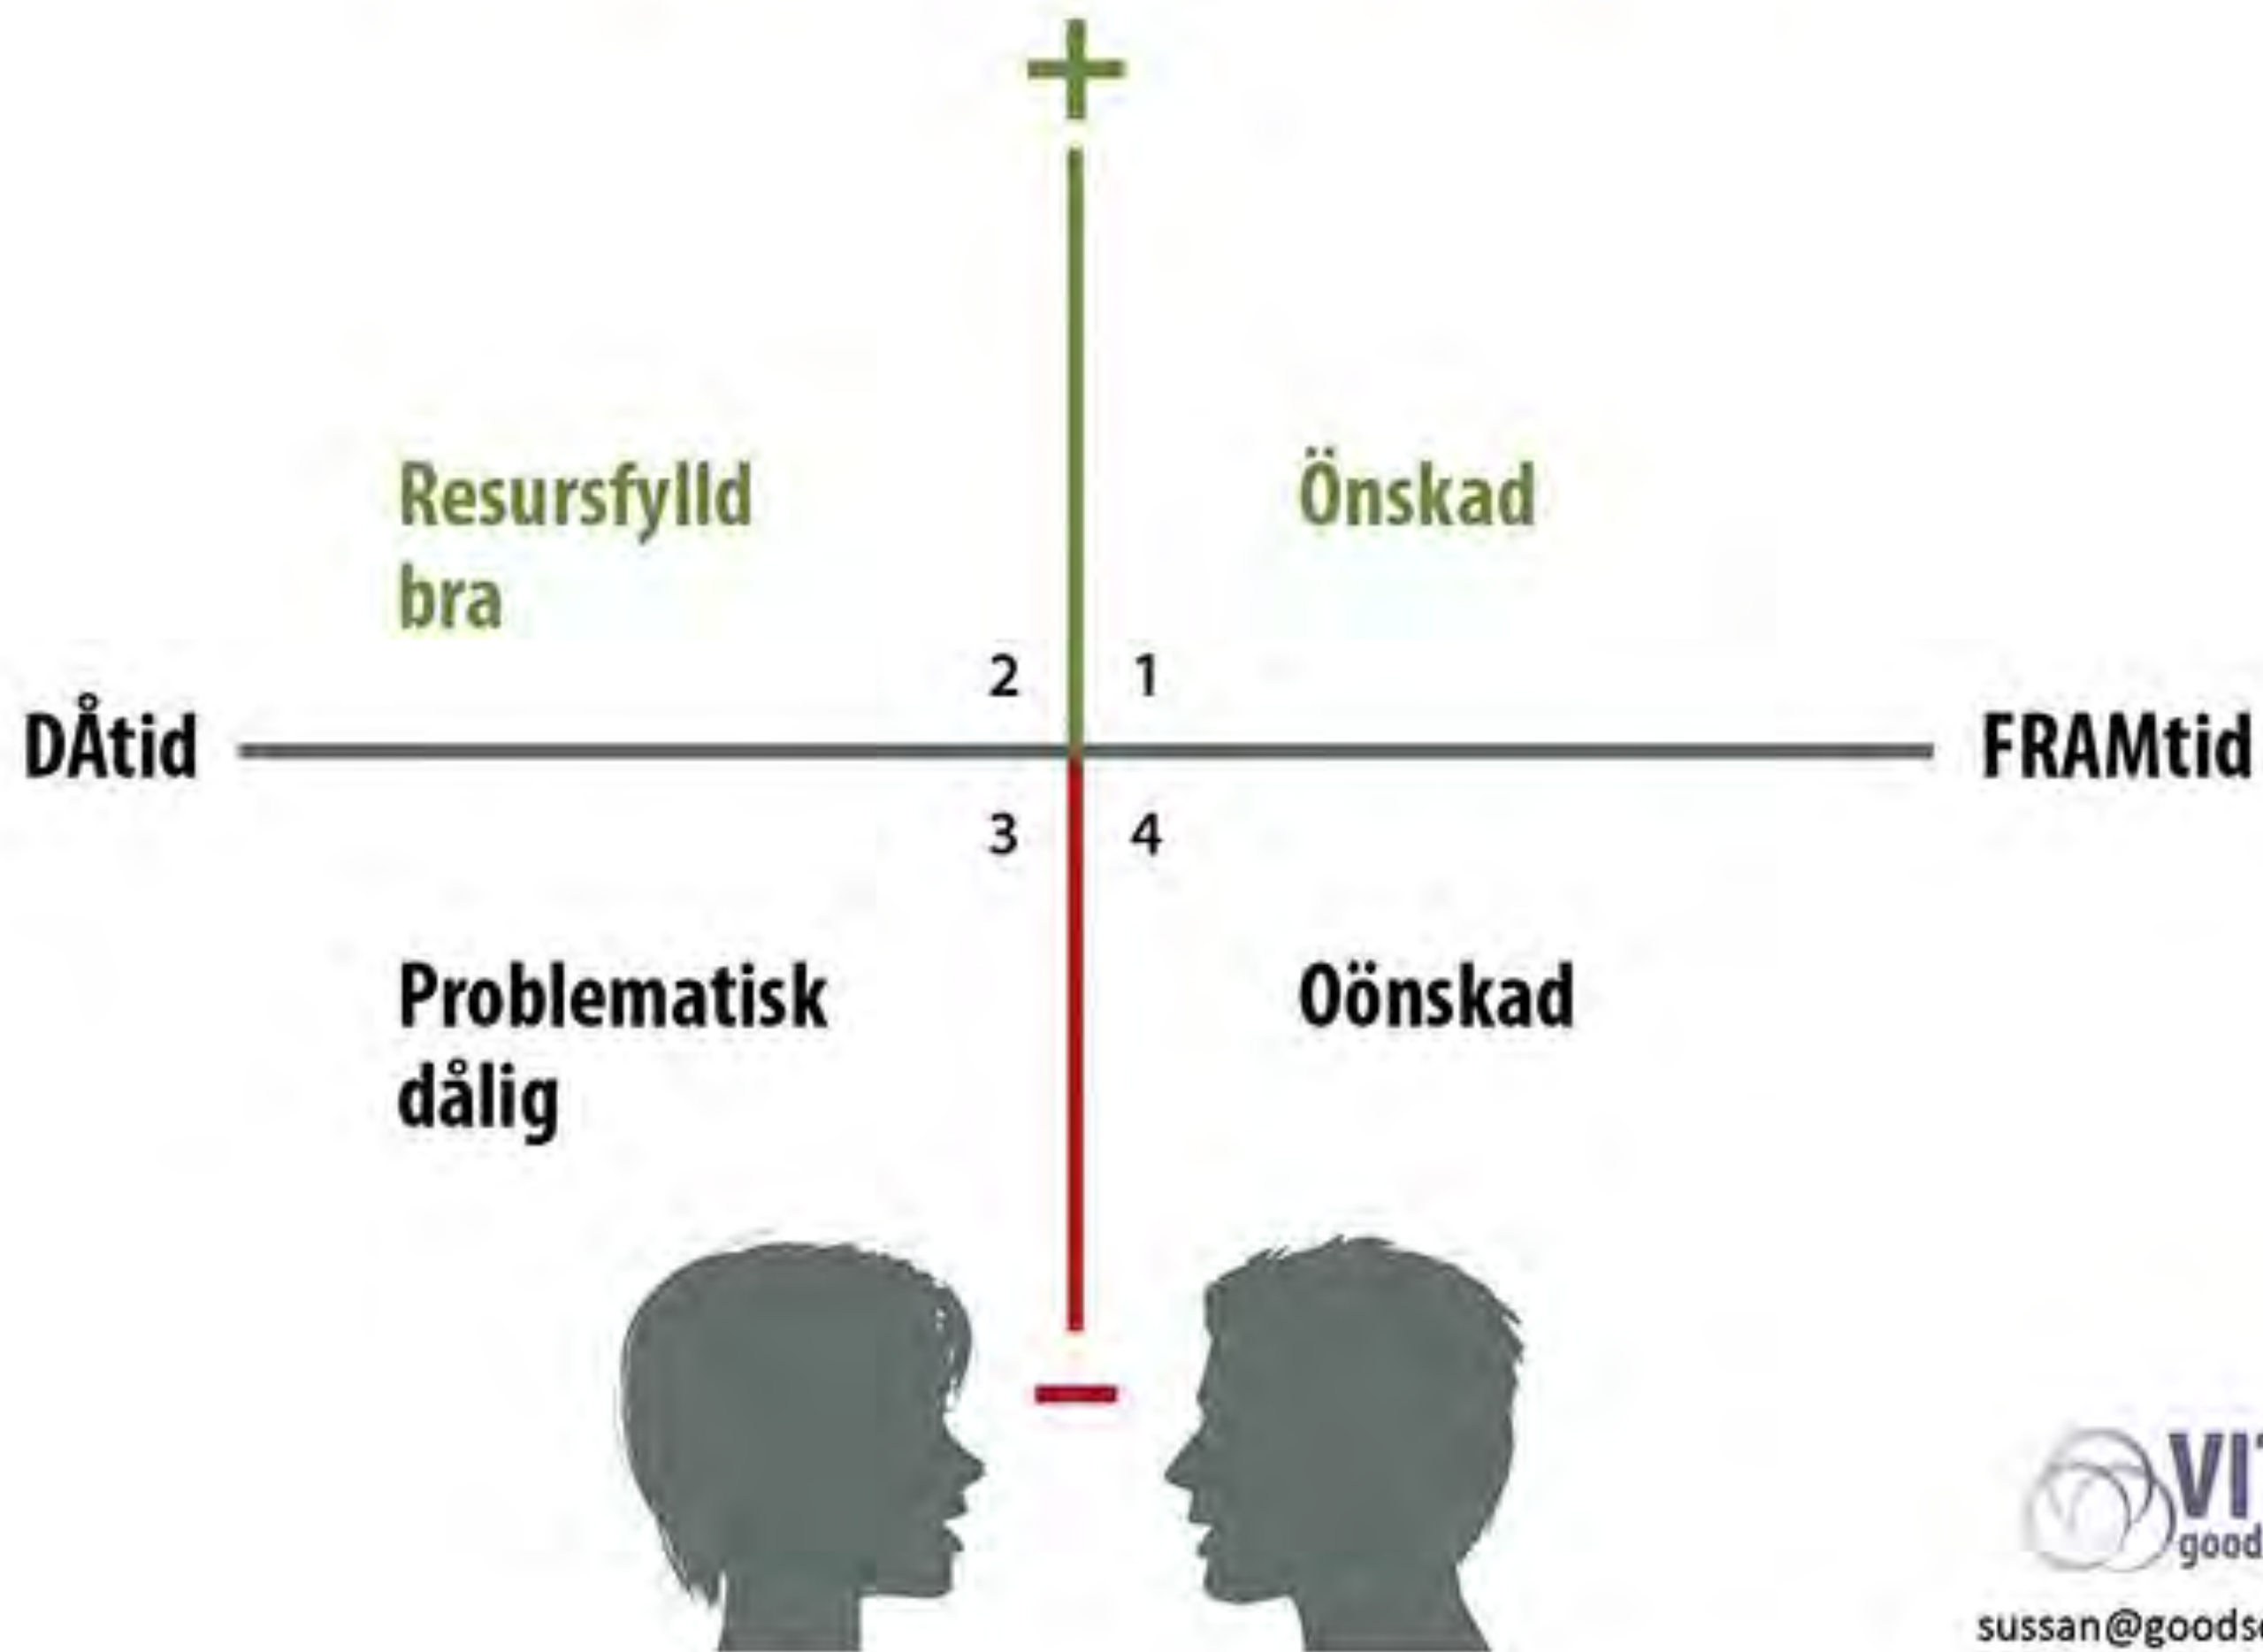 +
Resursfylld
bra
Önskad
2 1
DÅtid
FRAMtid
3 4
Problematisk
dålig
Oönskad
–